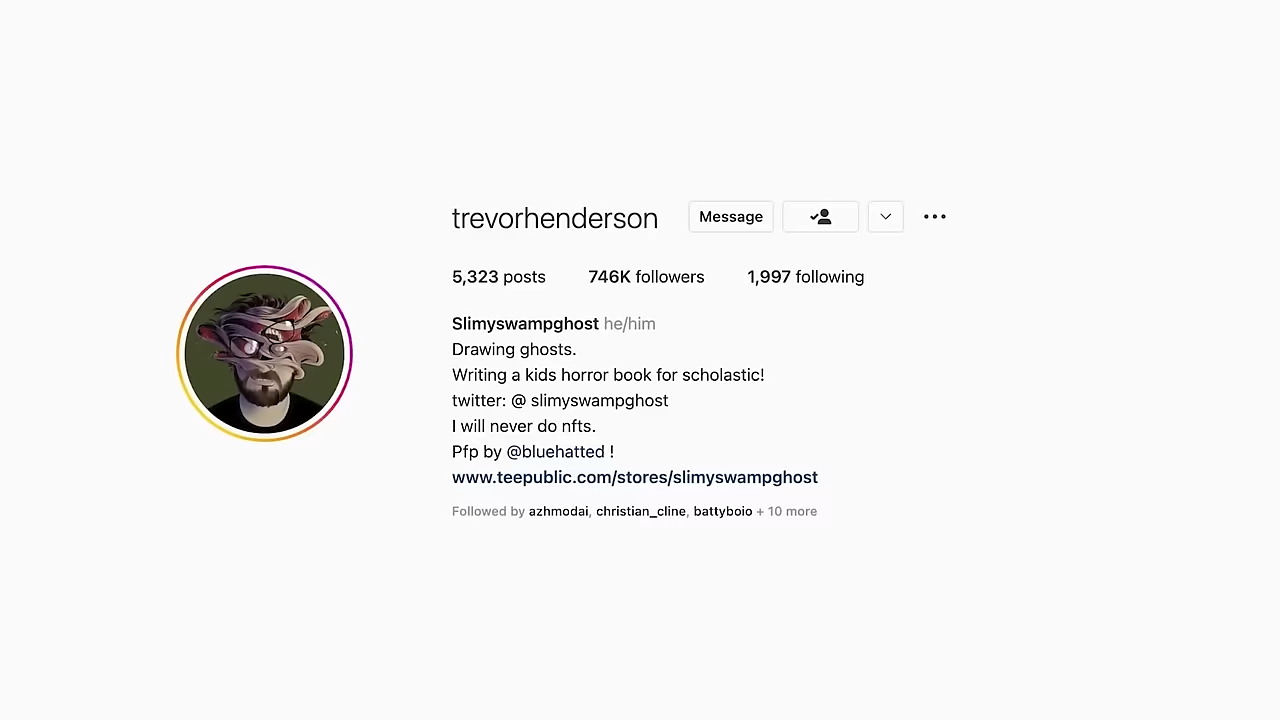 trevorhenderson Message
5,323 posts 746K followers 1,997 following
Slimyswampghost he/him
Drawing ghosts.
Writing a kids horror book for scholastic!
twitter: @ slimyswampghost
I will never do nfts.
Pfp by @bluehatted !
www.teepublic.com/stores/slimyswampghost
Followed by azhmodai, christian_cline, battyboio + 10 more